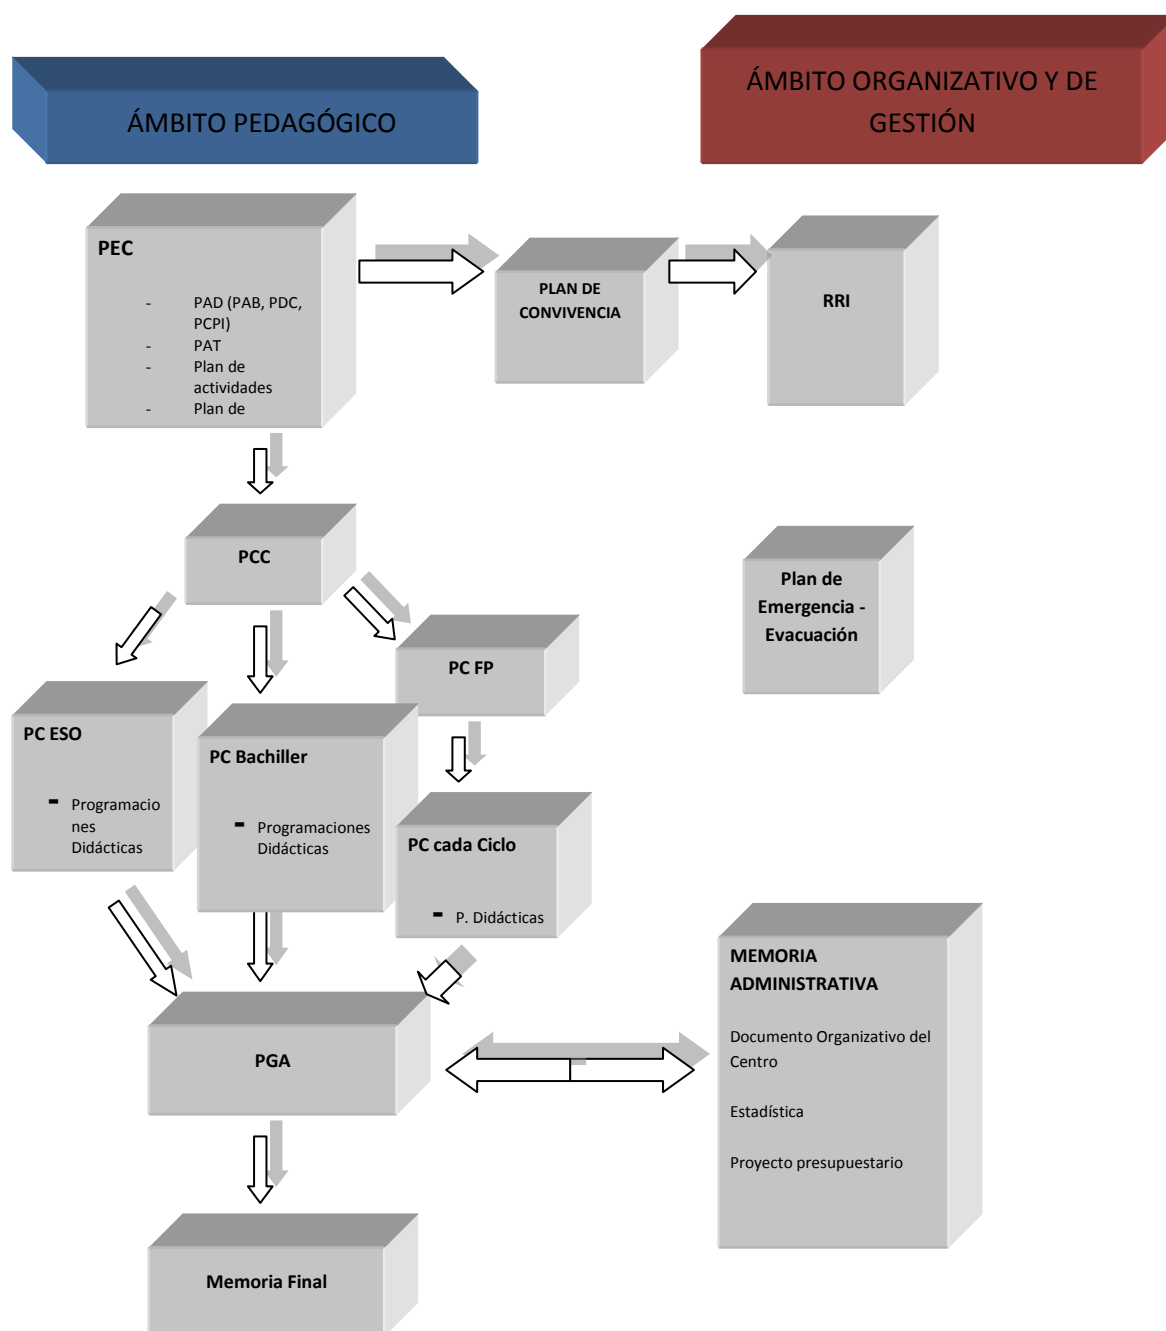 ÁMBITO PEDAGÓGICO
ÁMBITO ORGANIZATIVO Y DE
GESTIÓN
PEC
- PAD (PAB, PDC,
PCPI)
- PAT
- Plan de
actividades
- Plan de
PLAN DE
CONVIVENCIA
RRI
PCC
Plan de
Emergencia -
Evacuación
PC FP
PC ESO
- Programacio
nes
Didácticas
PC Bachiller
- Programaciones
Didácticas
PC cada Ciclo
- P. Didácticas
PGA
MEMORIA
ADMINISTRATIVA
Documento Organizativo del
Centro
Estadística
Proyecto presupuestario
Memoria Final